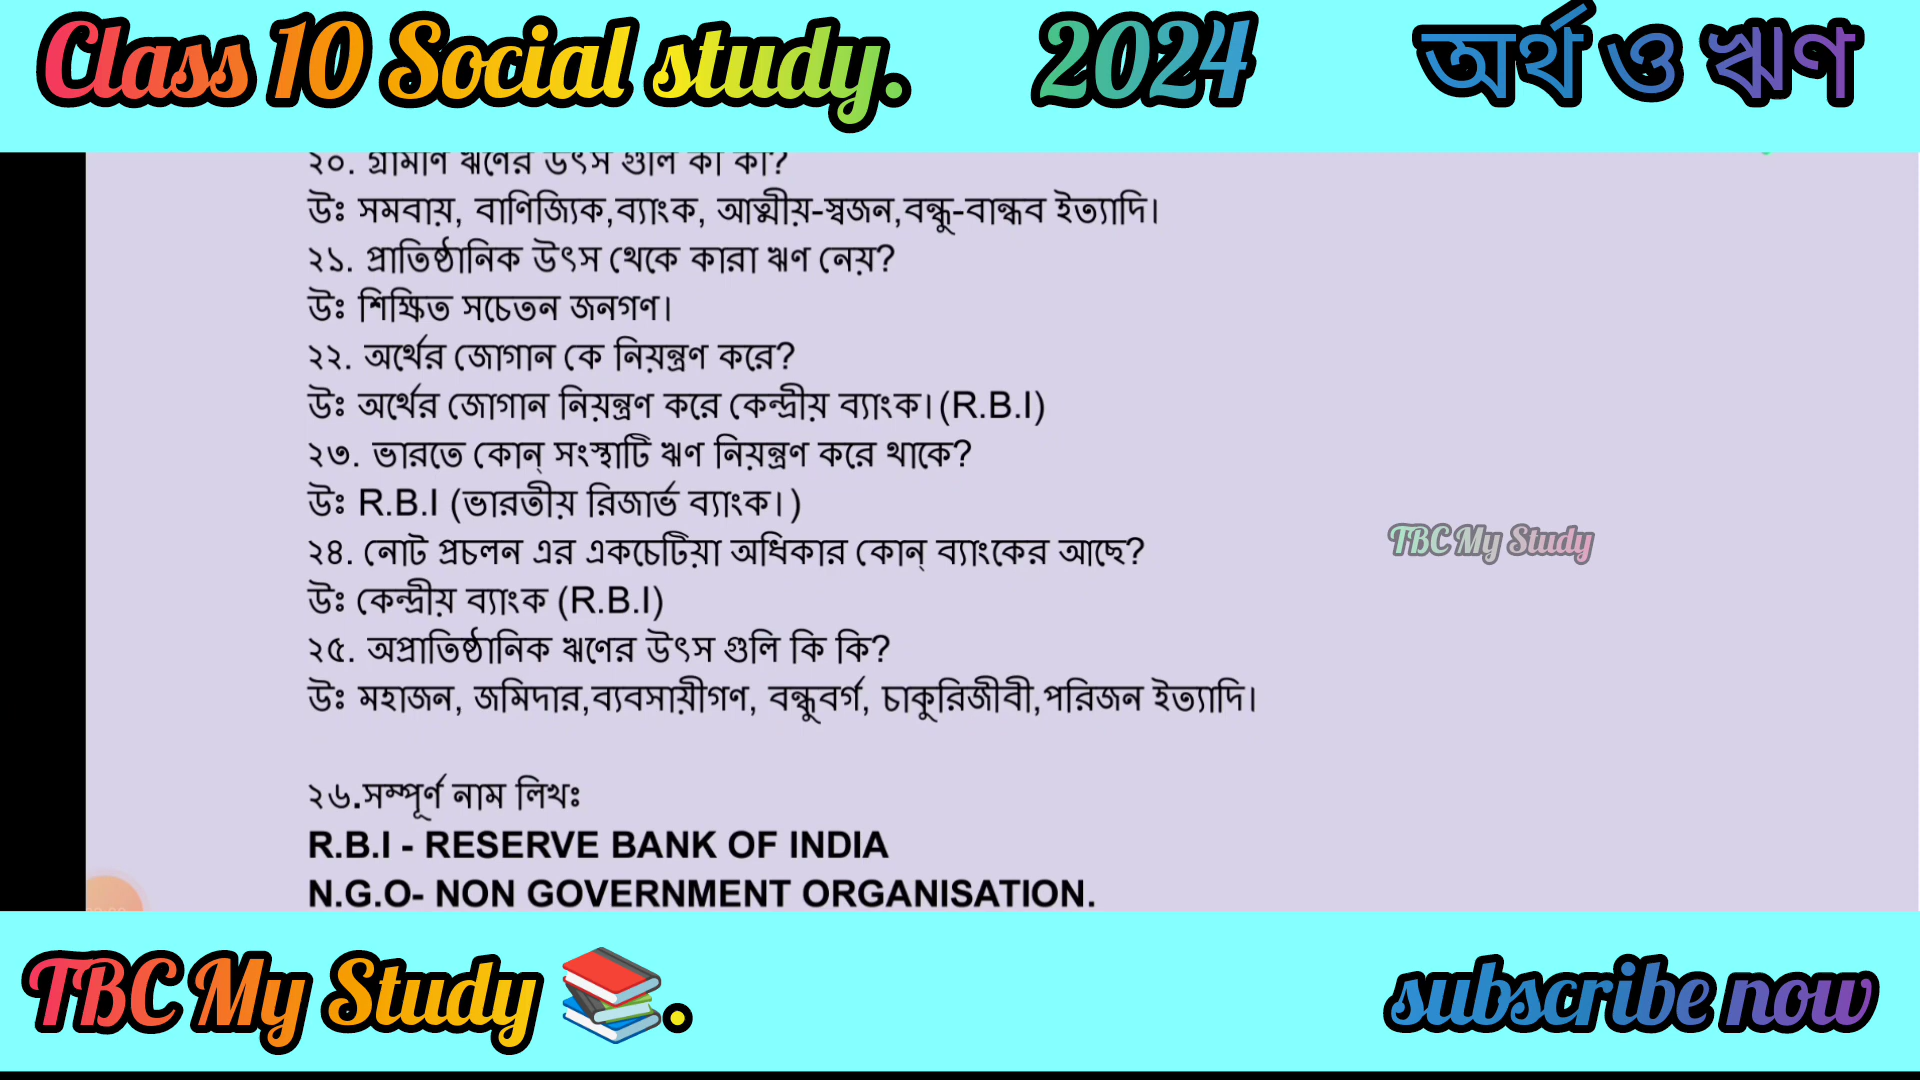 Class 10 Social study. 2024 অর্থ ও ঋণ
২০. গ্রামীণ ঋণের উৎস গুলি কী কী?
উঃ সমবায়, বাণিজ্যিক,ব্যাংক, আত্মীয়-স্বজন,বন্ধু-বান্ধব ইত্যাদি।
২১. প্রাতিষ্ঠানিক উৎস থেকে কারা ঋণ নেয়?
উঃ শিক্ষিত সচেতন জনগণ।
২২. অর্থের জোগান কে নিয়ন্ত্রণ করে?
উঃ অর্থের জোগান নিয়ন্ত্রণ করে কেন্দ্রীয় ব্যাংক।(R.B.I)
২৩. ভারতে কোন্ সংস্থাটি ঋণ নিয়ন্ত্রণ করে থাকে?
উঃ R.B.I (ভারতীয় রিজার্ভ ব্যাংক।)
২৪. নোট প্রচলন এর একচেটিয়া অধিকার কোন্ ব্যাংকের আছে?
TBC My Study
উঃ কেন্দ্রীয় ব্যাংক (R.B.I)
২৫. অপ্রাতিষ্ঠানিক ঋণের উৎস গুলি কি কি?
উঃ মহাজন, জমিদার,ব্যবসায়ীগণ, বন্ধুবর্গ, চাকুরিজীবী,পরিজন ইত্যাদি।
২৬.সম্পূর্ণ নাম লিখঃ
R.B.I - RESERVE BANK OF INDIA
N.G.O- NON GOVERNMENT ORGANISATION.
TBC My Study 📚. subscribe now